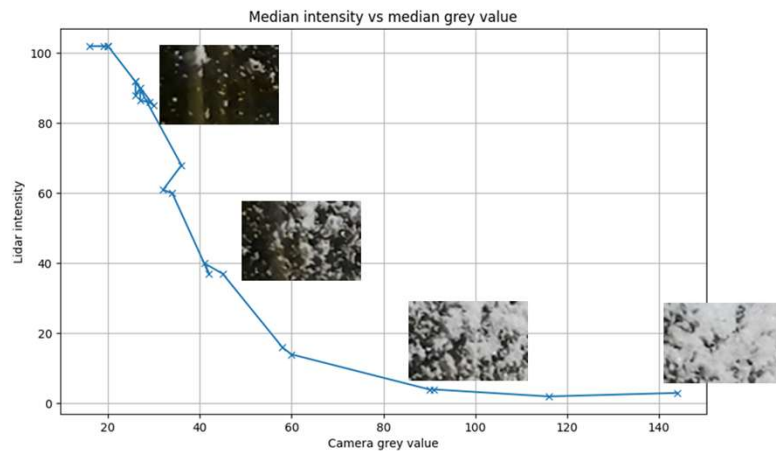 Median intensity vs median grey value
100
80
60
40
20
0
Lidar intensity
20 40 60 80 100 120 140
Camera grey value